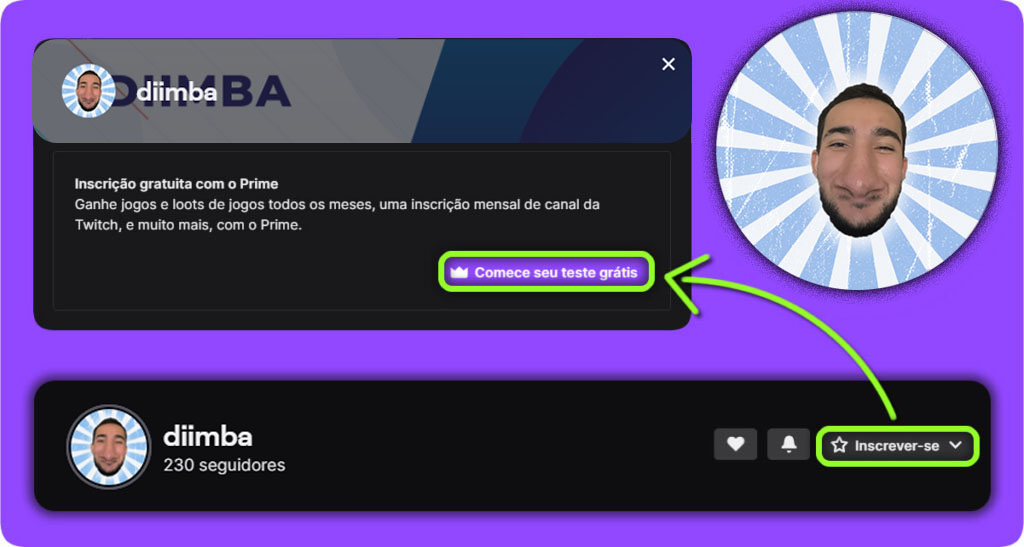 DIIMBA
diimba
Inscrição gratuita com o Prime
Ganhe jogos e loots de jogos todos os meses, uma inscrição mensal de canal da
Twitch, e muito mais, com o Prime.
Comece seu teste grátis
diimba
230 seguidores
Inscrever-se